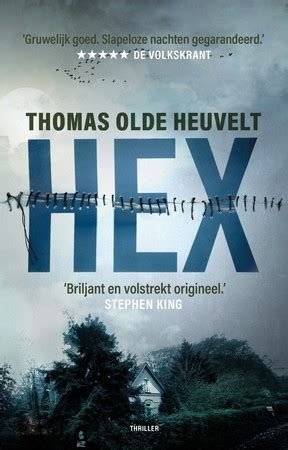 'Gruwelijk goed. Slapeloze nachten gegarandeerd.'
★★★★★ DE VOLKSKRANT
THOMAS OLDE HEUVELT
HEX
'Briljant en volstrekt origineel.'
STEPHEN KING
THRILLER